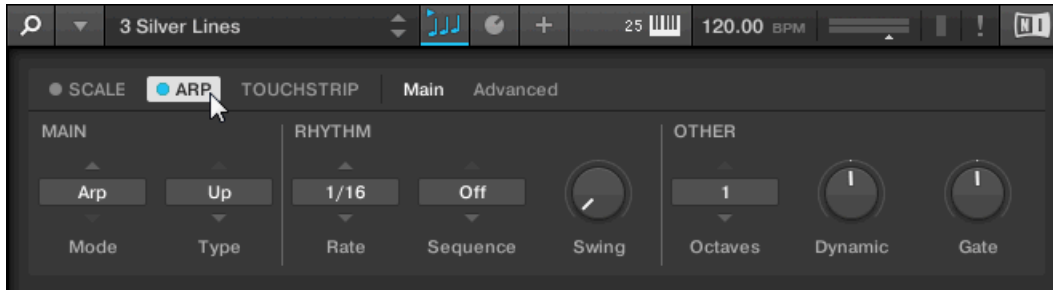 3 Silver Lines 25 120.00 BPM ! NI
SCALE ARP TOUCHSTRIP Main Advanced
MAIN RHYTHM OTHER
Arp Up 1/16 Off 1
Mode Type Rate Sequence Swing Octaves Dynamic Gate